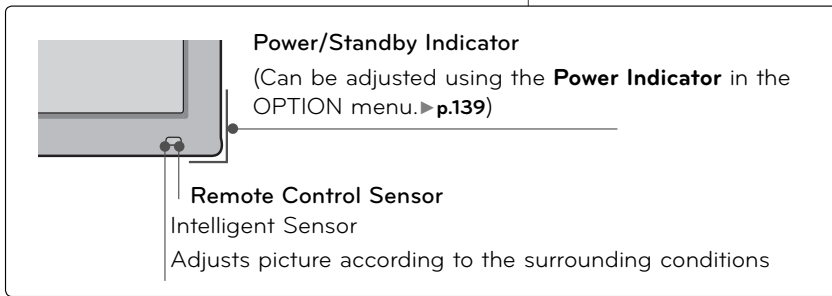 Power/Standby Indicator
(Can be adjusted using the Power Indicator in the
OPTION menu.►p.139)
Remote Control Sensor
Intelligent Sensor
Adjusts picture according to the surrounding conditions